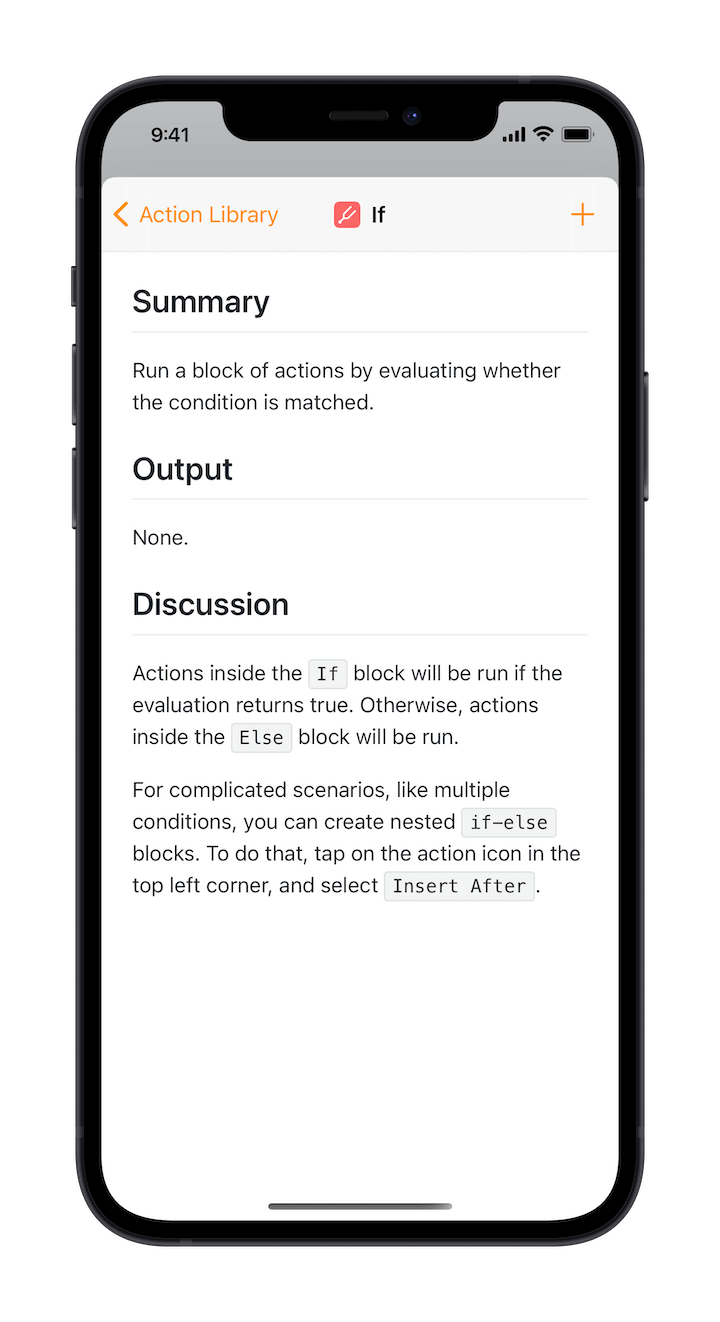 9:41
Action Library
If
Summary
Run a block of actions by evaluating whether
the condition is matched.
Output
None.
Discussion
Actions inside the If block will be run if the
evaluation returns true. Otherwise, actions
inside the Else block will be run.
For complicated scenarios, like multiple
conditions, you can create nested if-else
blocks. To do that, tap on the action icon in the
top left corner, and select Insert After.